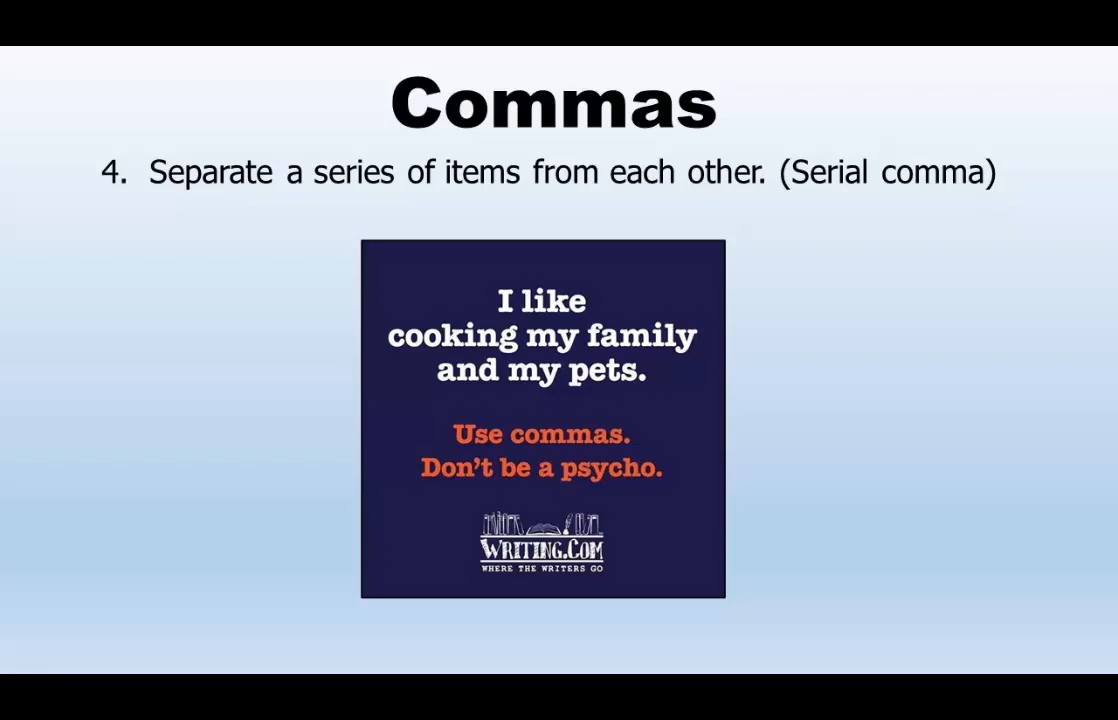 Commas
4. Separate a series of items from each other. (Serial comma)
I like
cooking my family
and my pets.
Use commas.
Don't be a psycho.
WRITING.COM
WHERE THE WRITERS GO